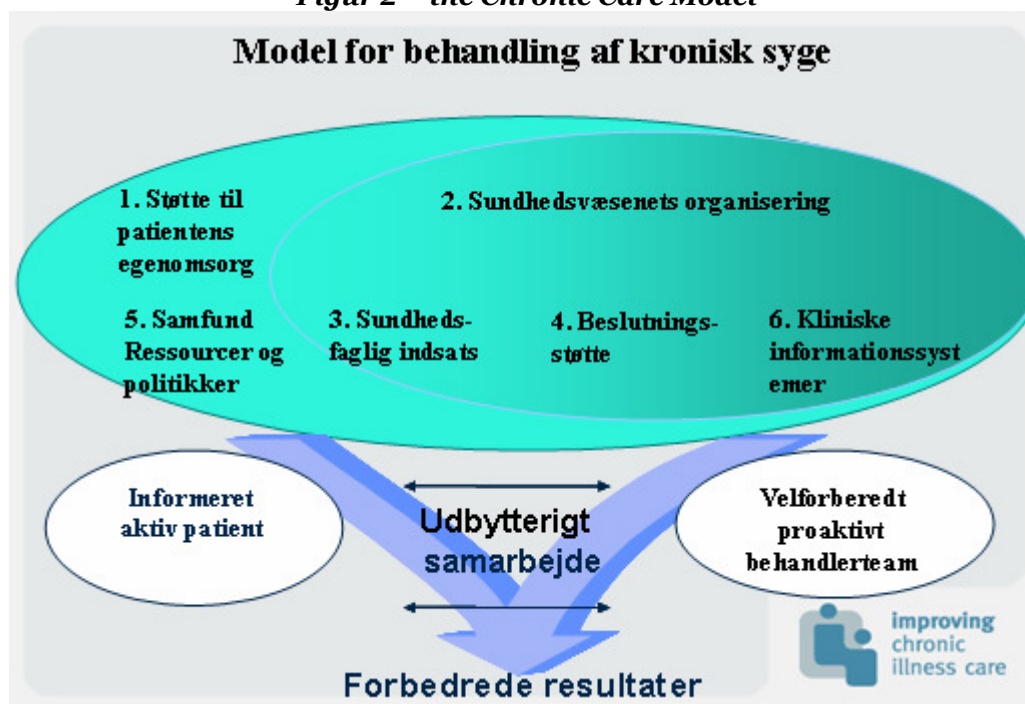 Figur 2 – the Chronic Care Model
Model for behandling af kronisk syge
1. Støtte til
patientens
egenomsorg
2. Sundhedsvæsenets organisering
5. Samfund
Ressourcer og
politikker
3. Sundheds-
faglig indsats
4. Beslutnings-
støtte
6. Kliniske
informationssyst
emer
Informeret
aktiv patient
Udbytterigt
samarbejde
Velforberedt
proaktivt
behandlerteam
improving
chronic
illness care
Forbedrede resultater